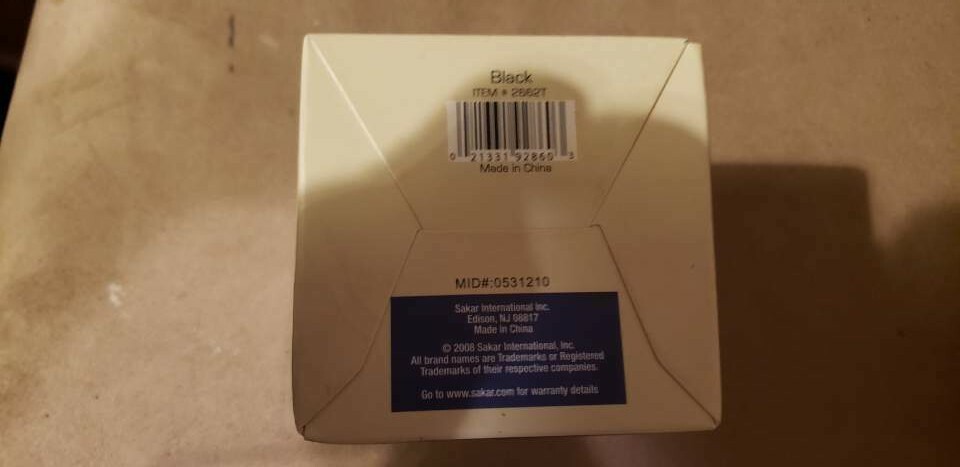 Black
ITEM # 2862T
0 21331 92860 3
Made in China
MID#:0531210
Sakar International Inc.
Edison, NJ 08817
Made in China
© 2008 Sakar International, Inc.
All brand names are Trademarks or Registered
Trademarks of their respective companies.
Go to www.sakar.com for warranty details